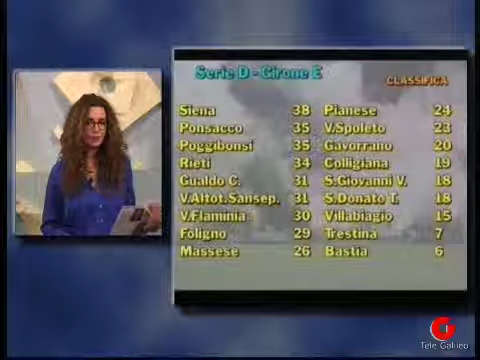 Serie D - Girone E
CLASSIFICA
Siena 38 Pianese 24
Ponsacco 35 V.Spoleto 23
Poggibonsi 35 Gavorrano 20
Rieti 34 Colligiana 19
Gualdo C. 31 S.Giovanni V. 18
V.Altot.Sansep. 31 S.Donato T. 18
V.Flaminia 30 Villabiagio 15
Foligno 29 Trestina 7
Massese 26 Bastia 6
Tele Galileo